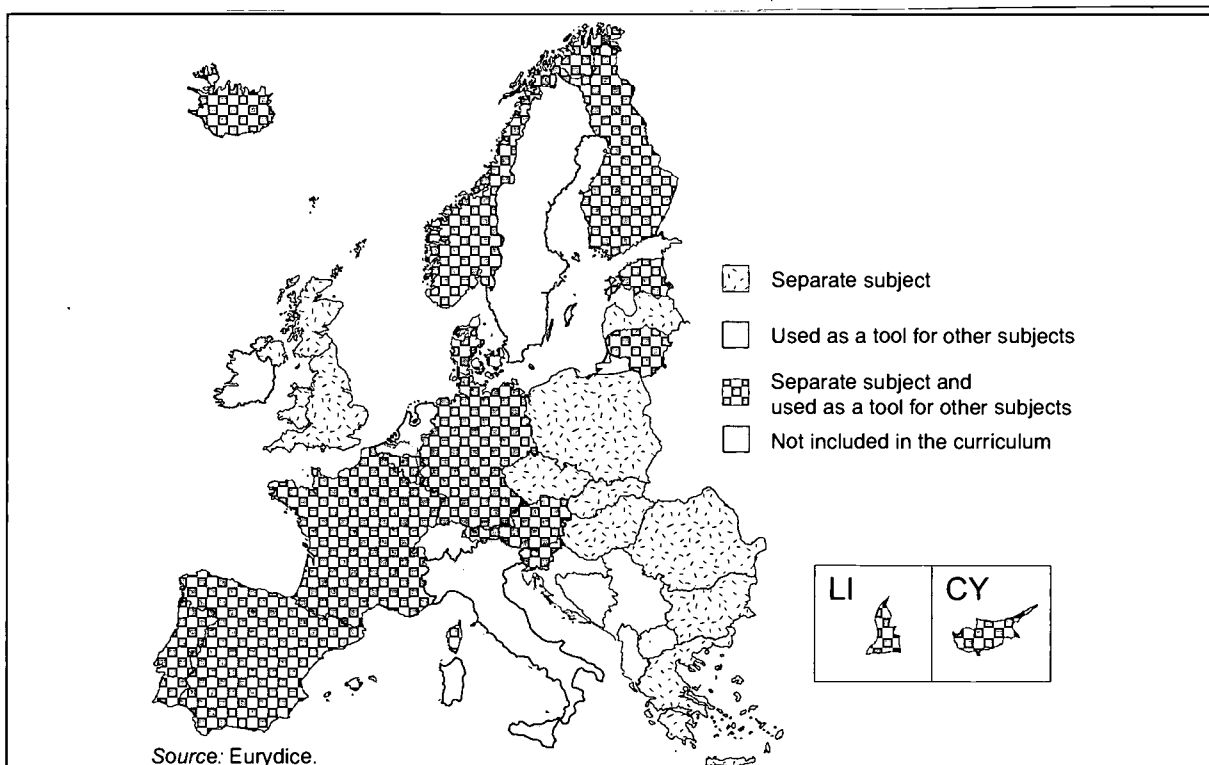 Separate subject
Used as a tool for other subjects
Separate subject and
used as a tool for other subjects
Not included in the curriculum
LI
CY
Source: Eurydice.